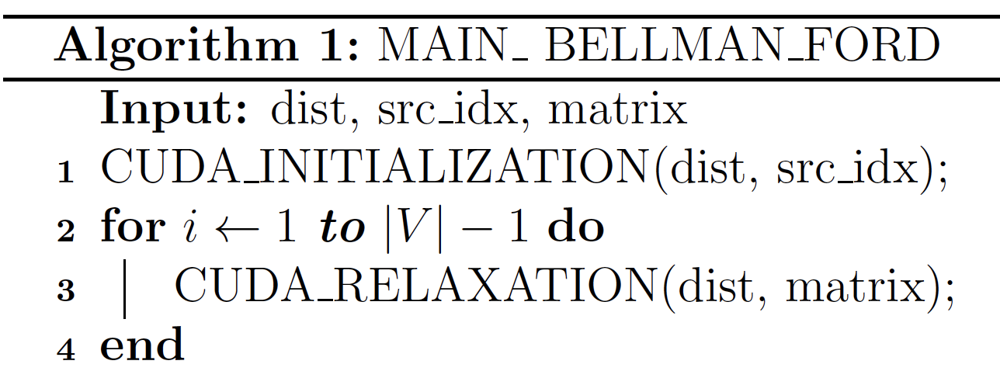 Algorithm 1: MAIN_ BELLMAN_FORD
Input: dist, src_idx, matrix
1 CUDA_INITIALIZATION(dist, src_idx);
2 for i ← 1 to |V| − 1 do
3 CUDA_RELAXATION(dist, matrix);
4 end